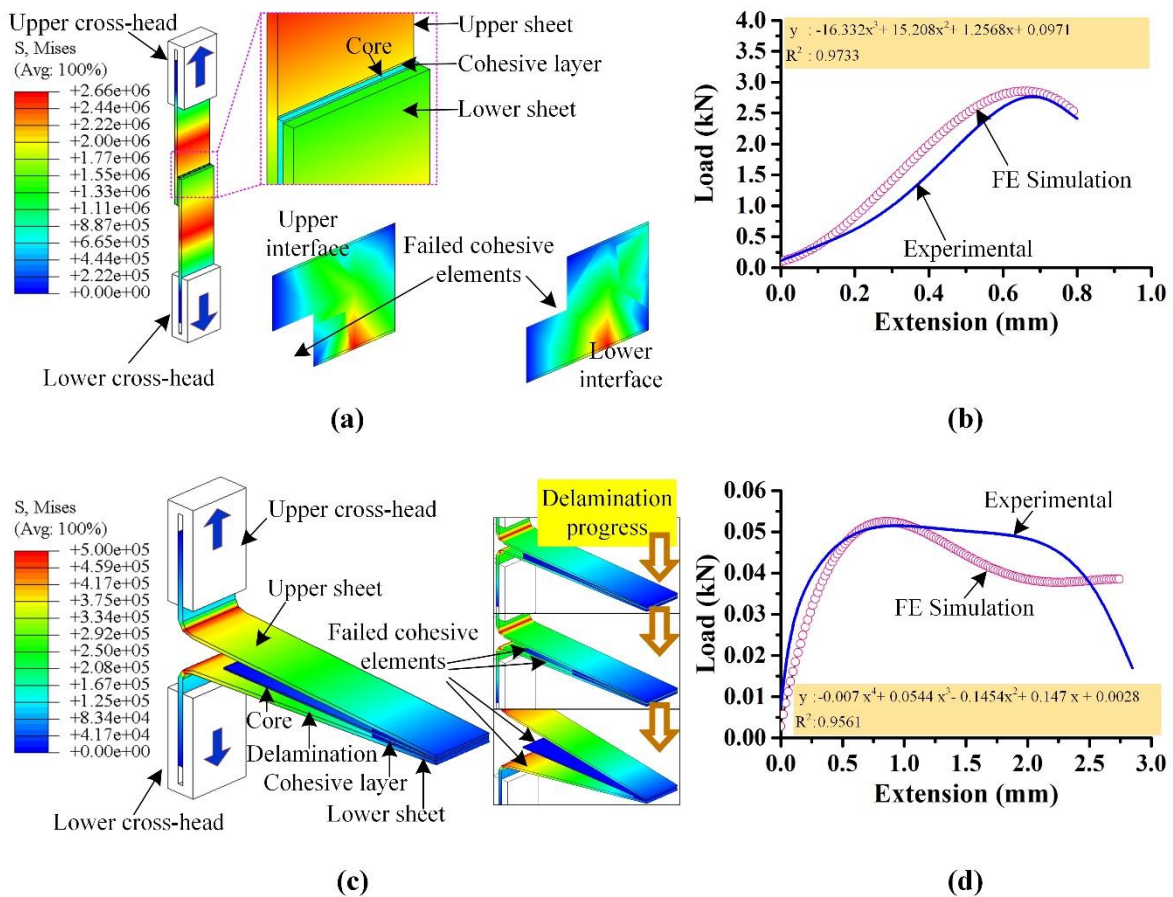 Upper cross-head
S, Mises
(Avg: 100%)
+2.66e+06
+2.44e+06
+2.22e+06
+2.00e+06
+1.77e+06
+1.55e+06
+1.33e+06
+1.11e+06
+8.87e+05
+6.65e+05
+4.44e+05
+2.22e+05
+0.00e+00
Upper sheet
Core
Cohesive layer
Lower sheet
Upper
interface
Failed cohesive
elements
Lower
interface
Lower cross-head
(a)
y : -16.332x³ + 15.208x²+ 1.2568x+ 0.0971
R² : 0.9733
Load (kN)
4.0
3.5
3.0
2.5
2.0
1.5
1.0
0.5
0.0
FE Simulation
Experimental
0.0 0.2 0.4 0.6 0.8 1.0
Extension (mm)
(b)
S, Mises
(Avg: 100%)
+5.00e+05
+4.59e+05
+4.17e+05
+3.75e+05
+3.34e+05
+2.92e+05
+2.50e+05
+2.08e+05
+1.67e+05
+1.25e+05
+8.34e+04
+4.17e+04
+0.00e+00
Upper cross-head
Upper sheet
Failed cohesive
elements
Core
Delamination
Cohesive layer
Lower sheet
Lower cross-head
Delamination
progress
(c)
Load (kN)
0.06
0.05
0.04
0.03
0.02
0.01
0.00
Experimental
FE Simulation
y : -0.007 x⁴+ 0.0544 x³- 0.1454x²+ 0.147 x + 0.0028
R²: 0.9561
0.0 0.5 1.0 1.5 2.0 2.5 3.0
Extension (mm)
(d)